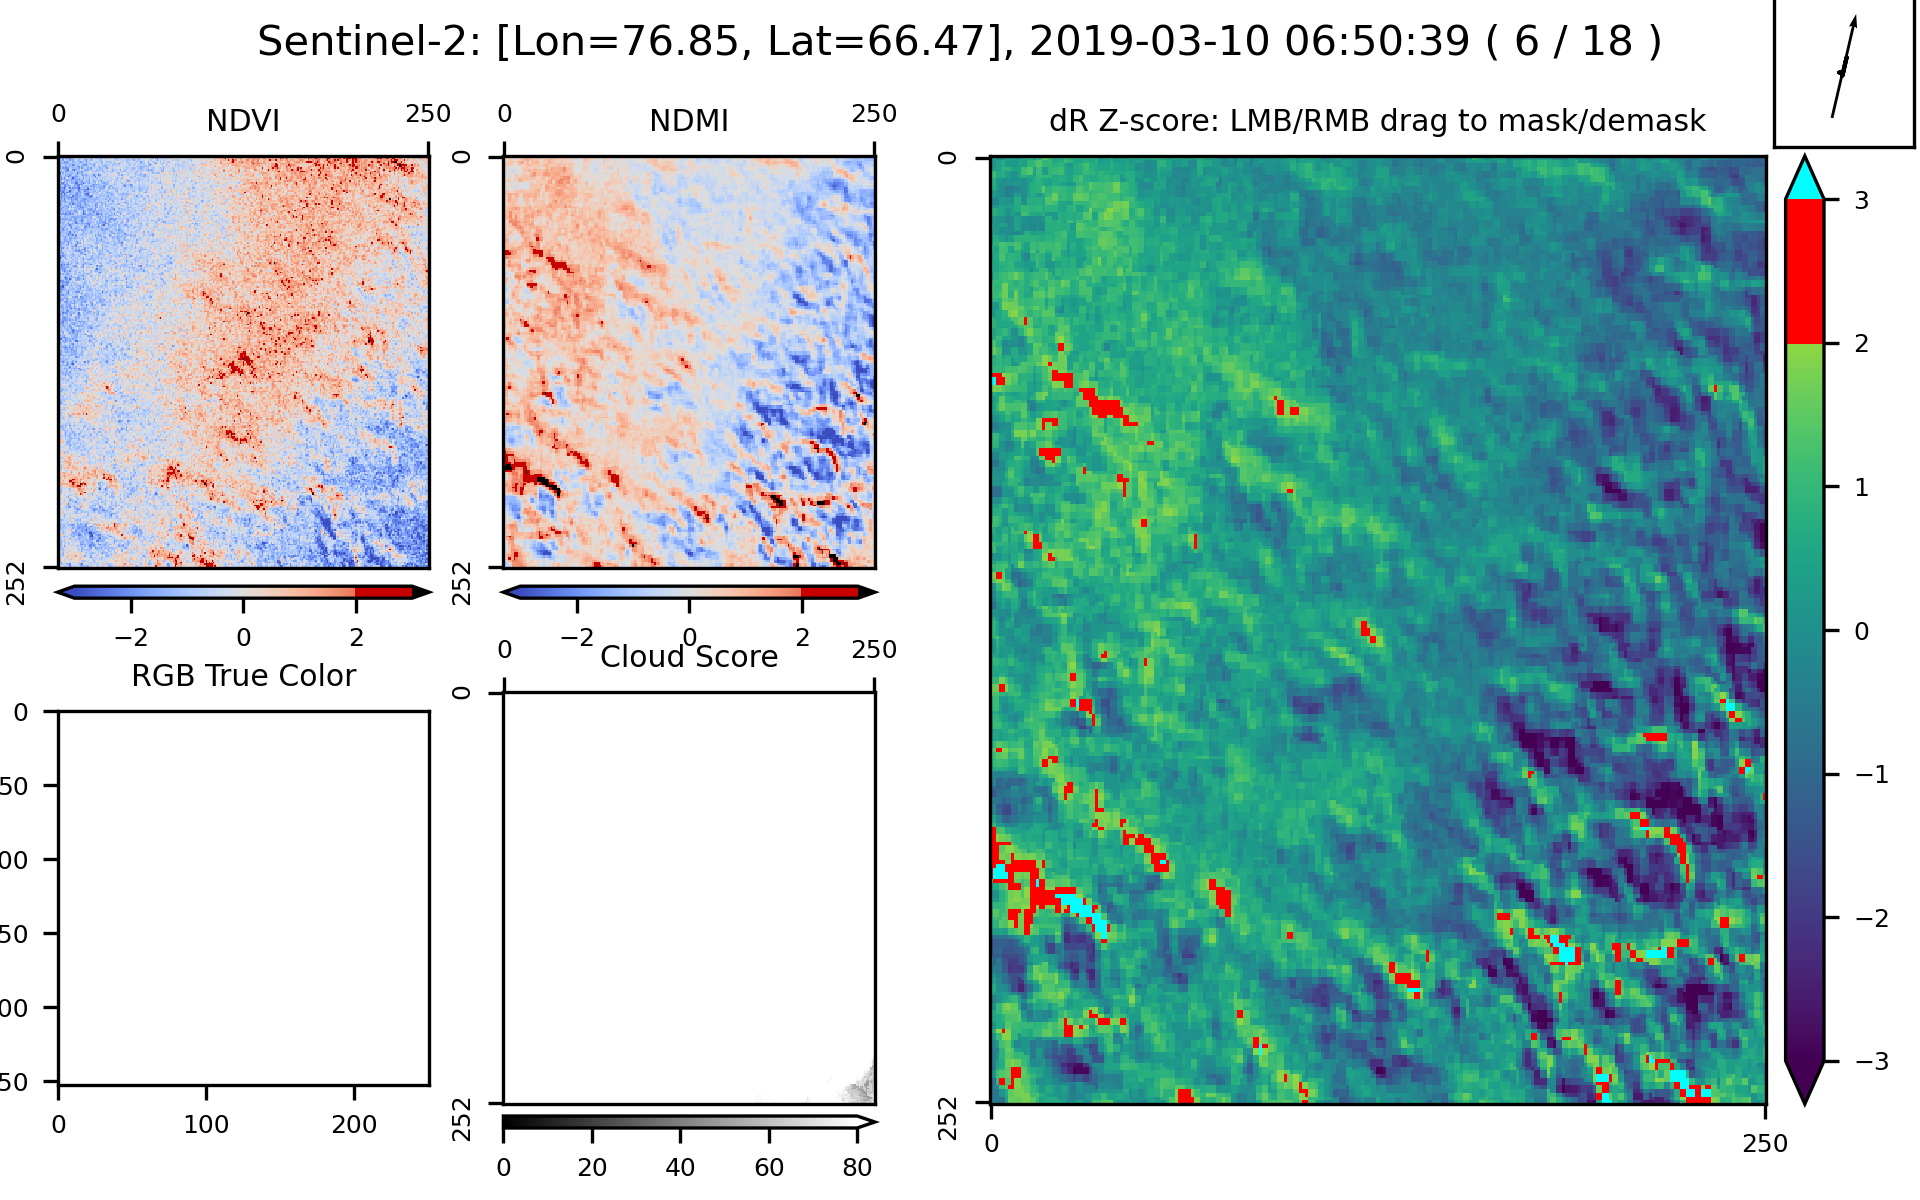 Sentinel-2: [Lon=76.85, Lat=66.47], 2019-03-10 06:50:39 ( 6 / 18 )
0 NDVI 250
0
252
−2 0 2
0 NDMI 250
0
252
−2 0 2
dR Z-score: LMB/RMB drag to mask/demask
0
252
0 250
3
2
1
0
−1
−2
−3
RGB True Color
0
50
00
50
00
50
0 100 200
0 Cloud Score 250
0
252
0 20 40 60 80